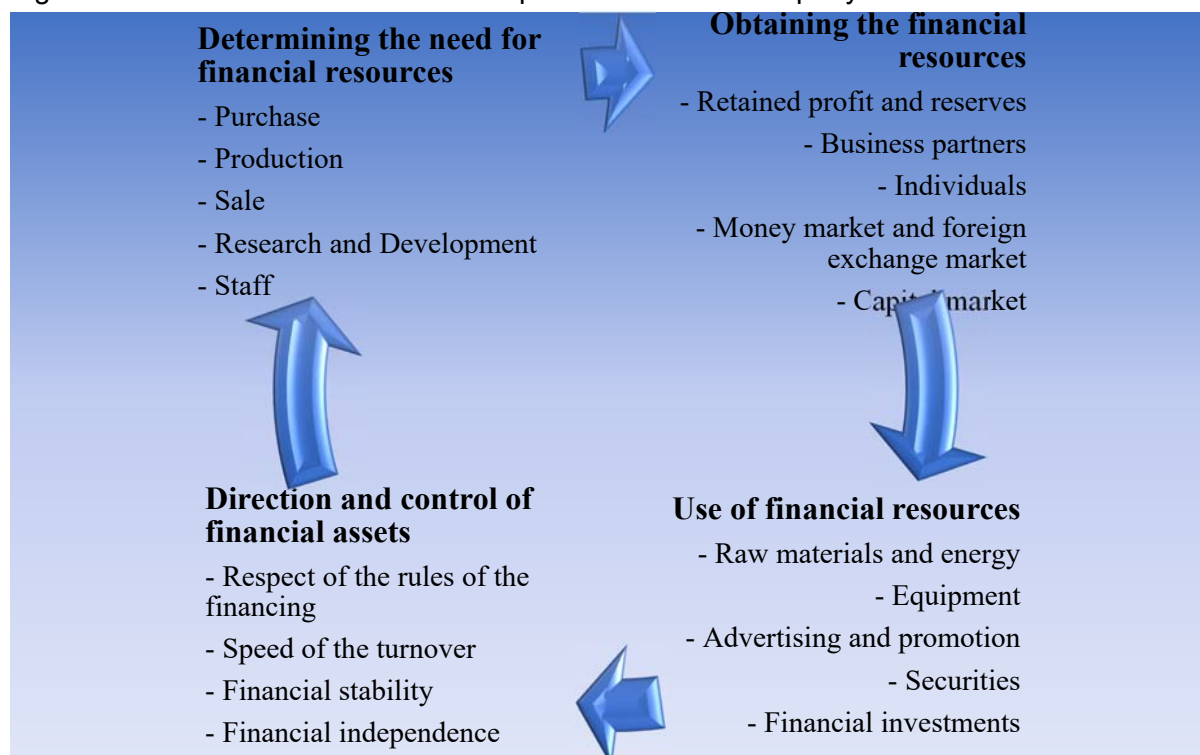 Determining the need for
financial resources
- Purchase
- Production
- Sale
- Research and Development
- Staff
Obtaining the financial
resources
- Retained profit and reserves
- Business partners
- Individuals
- Money market and foreign
exchange market
- Capital market
Use of financial resources
- Raw materials and energy
- Equipment
- Advertising and promotion
- Securities
- Financial investments
Direction and control of
financial assets
- Respect of the rules of the
financing
- Speed of the turnover
- Financial stability
- Financial independence